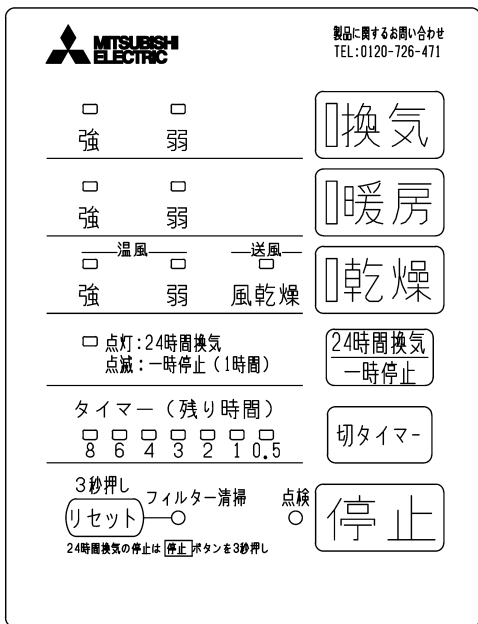 MITSUBISHI
ELECTRIC
製品に関するお問い合わせ
TEL:0120-726-471
強 弱 換気
強 弱 暖房
温風 送風
強 弱 風乾燥 乾燥
点灯:24時間換気
点滅:一時停止(1時間)
24時間換気
一時停止
タイマー(残り時間)
8 6 4 3 2 1 0.5
切タイマー
3秒押し
リセット フィルター清掃 点検
停止
24時間換気の停止は 停止 ボタンを3秒押し